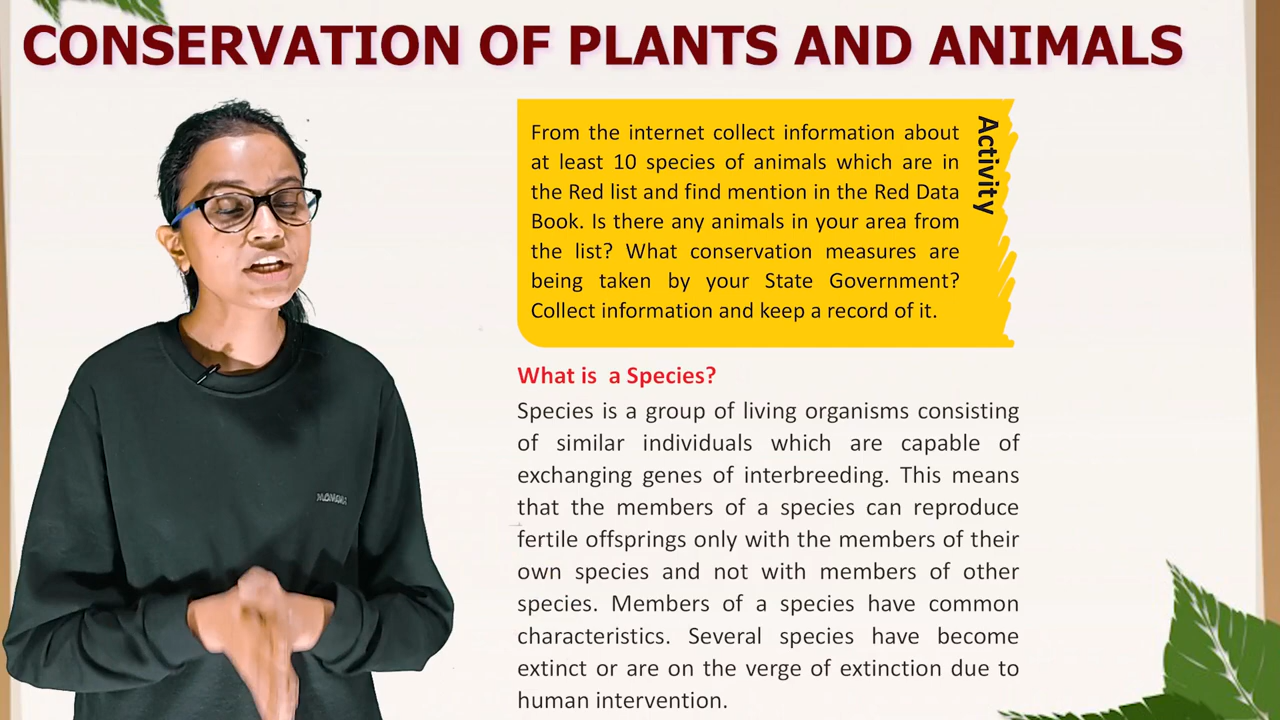 CONSERVATION OF PLANTS AND ANIMALS
From the internet collect information about
at least 10 species of animals which are in
the Red list and find mention in the Red Data
Book. Is there any animals in your area from
the list? What conservation measures are
being taken by your State Government?
Collect information and keep a record of it.
Activity
What is a Species?
Species is a group of living organisms consisting
of similar individuals which are capable of
exchanging genes of interbreeding. This means
that the members of a species can reproduce
fertile offsprings only with the members of their
own species and not with members of other
species. Members of a species have common
characteristics. Several species have become
extinct or are on the verge of extinction due to
human intervention.